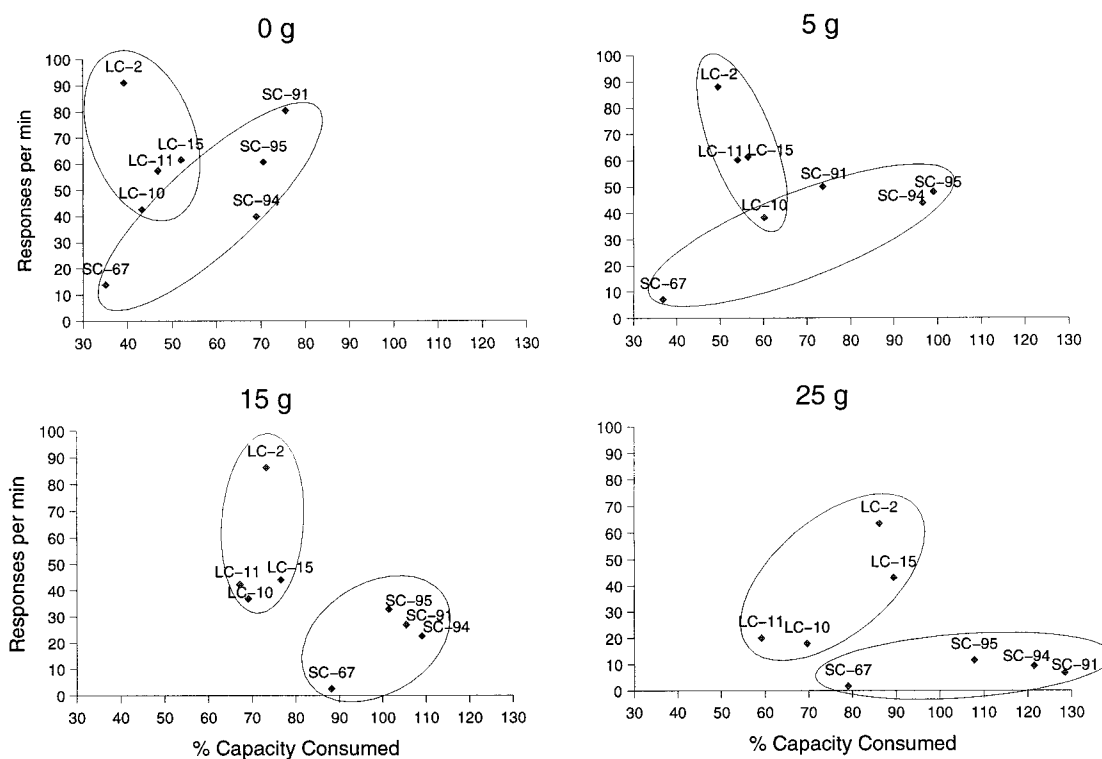 0 g
100
90
80
70
60
50
40
30
20
10
0
Responses per min
LC-2
SC-91
LC-15
LC-11
SC-95
LC-10
SC-94
SC-67
30 40 50 60 70 80 90 100 110 120 130
5 g
100
90
80
70
60
50
40
30
20
10
0
LC-2
LC-11 LC-15
SC-91
SC-95
SC-94
LC-10
SC-67
30 40 50 60 70 80 90 100 110 120 130
15 g
100
90
80
70
60
50
40
30
20
10
0
Responses per min
LC-2
LC-11 LC-15
LC-10
SC-95
SC-91
SC-94
SC-67
30 40 50 60 70 80 90 100 110 120 130
% Capacity Consumed
25 g
100
90
80
70
60
50
40
30
20
10
0
LC-2
LC-15
LC-11 LC-10
SC-95
SC-94
SC-91
SC-67
30 40 50 60 70 80 90 100 110 120 130
% Capacity Consumed